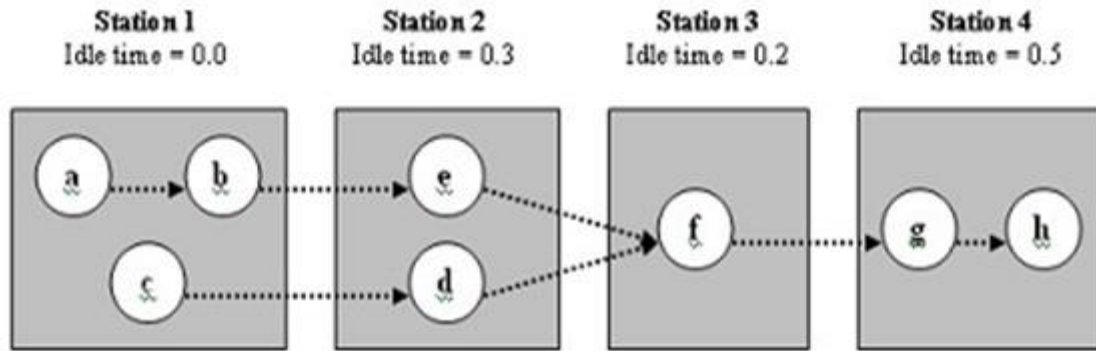 Station 1
Idle time = 0.0
Station 2
Idle time = 0.3
Station 3
Idle time = 0.2
Station 4
Idle time = 0.5
a
b
e
f
g
h
c
d